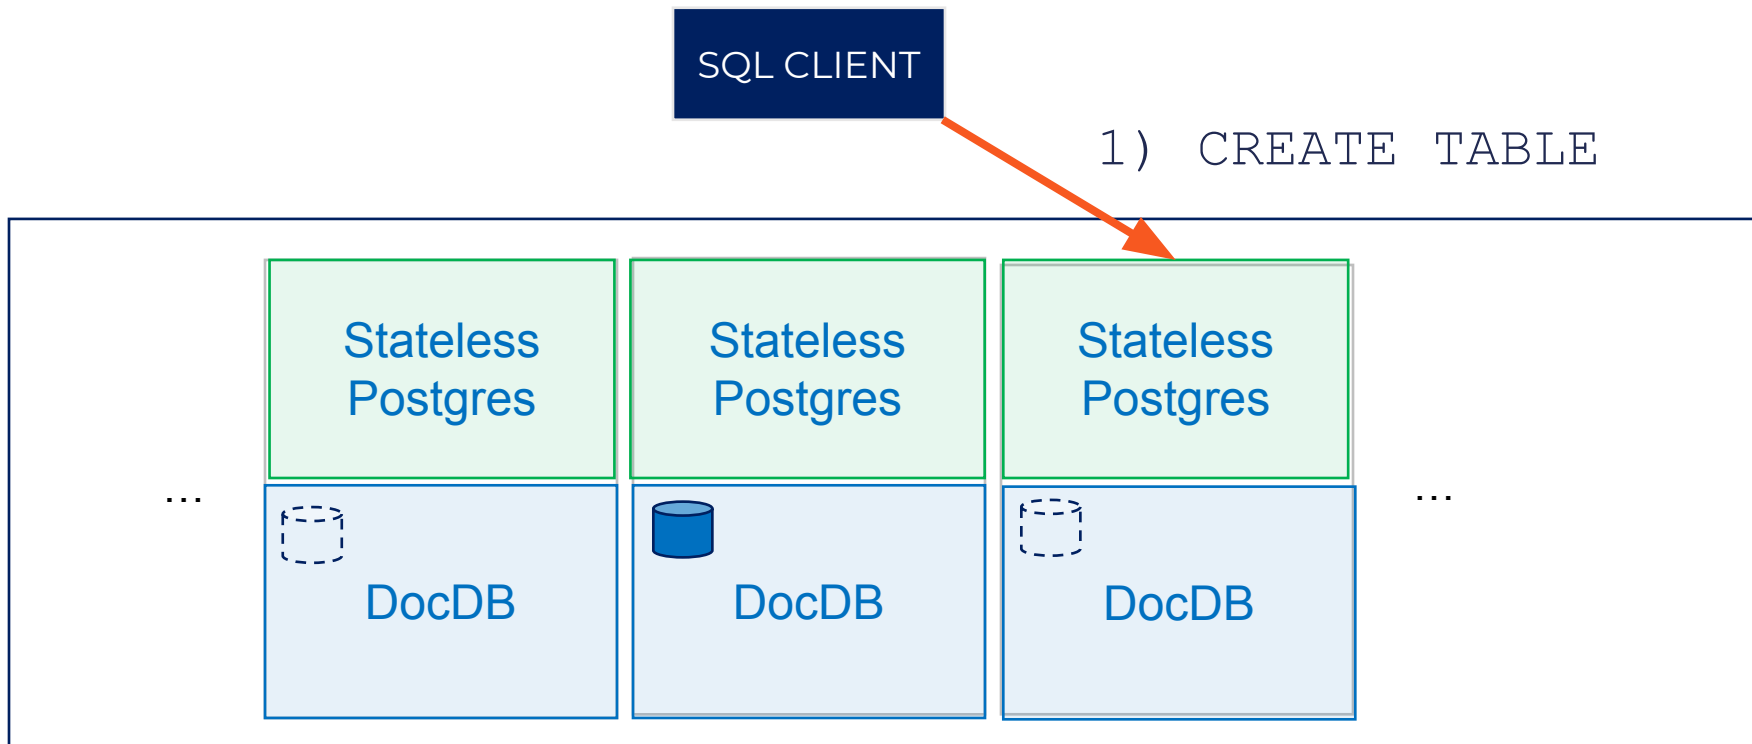 SQL CLIENT
1) CREATE TABLE
Stateless
Postgres
Stateless
Postgres
Stateless
Postgres
...
DocDB
DocDB
DocDB
...